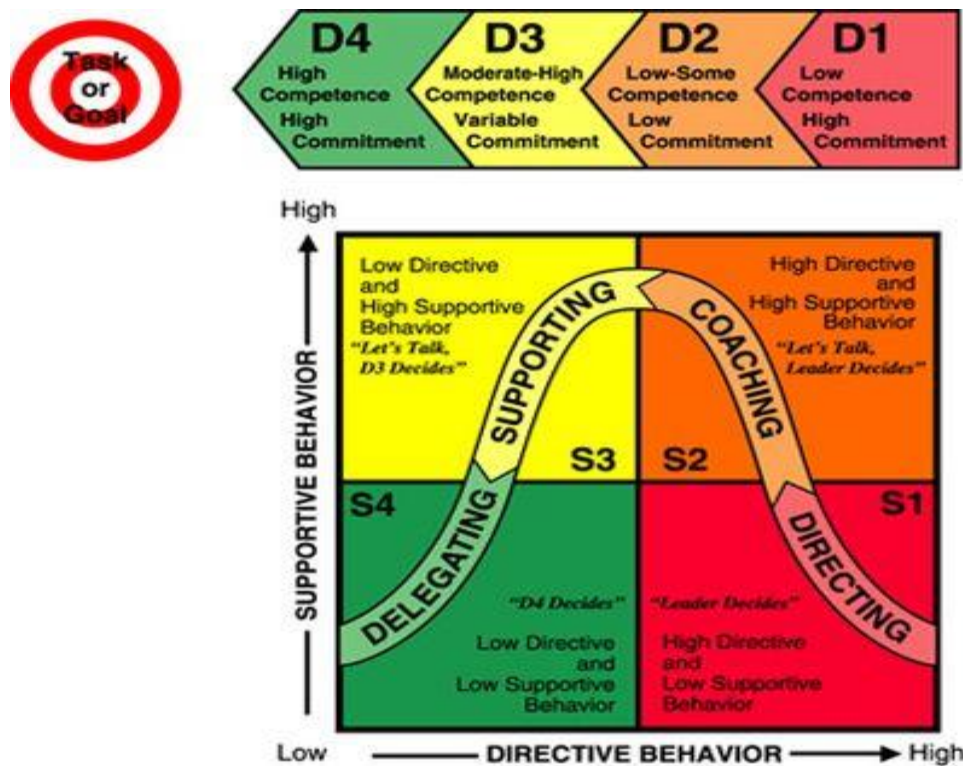 Task
or
Goal
D4
High
Competence
High
Commitment
D3
Moderate-High
Competence
Variable
Commitment
D2
Low-Some
Competence
Low
Commitment
D1
Low
Competence
High
Commitment
High
SUPPORTIVE BEHAVIOR
Low Directive
and
High Supportive
Behavior
“Let's Talk,
D3 Decides”
S3
High Directive
and
High Supportive
Behavior
“Let's Talk,
Leader Decides”
S2
SUPPORTING
COACHING
S4
DELEGATING
“D4 Decides”
Low Directive
and
Low Supportive
Behavior
S1
DIRECTING
“Leader Decides”
High Directive
and
Low Supportive
Behavior
Low
DIRECTIVE BEHAVIOR
High